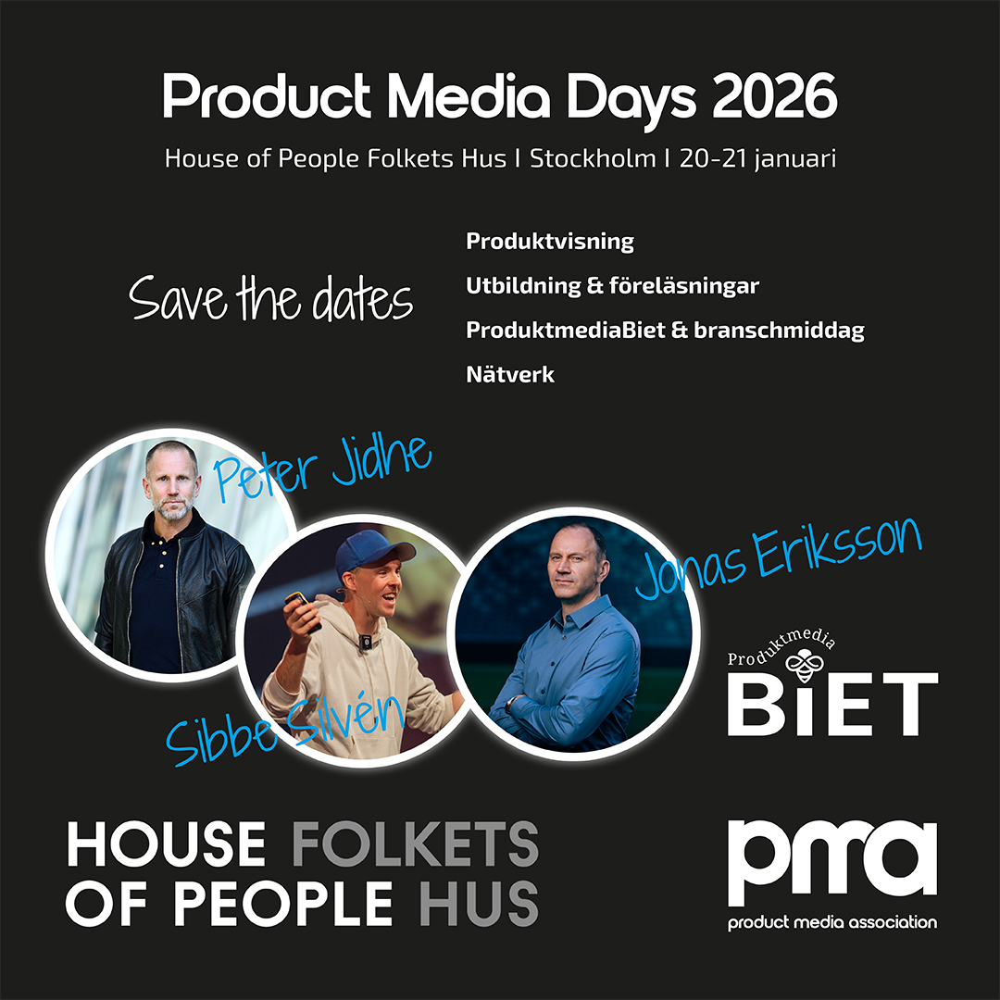 Product Media Days 2026
House of People Folkets Hus | Stockholm | 20-21 januari
Save the dates
Produktvisning
Utbildning & föreläsningar
ProduktmediaBiet & branschmiddag
Nätverk
Peter Jidhe
Jonas Eriksson
Sibbe Silvén
Produktmedia
BiET
HOUSE FOLKETS
OF PEOPLE HUS
pma
product media association